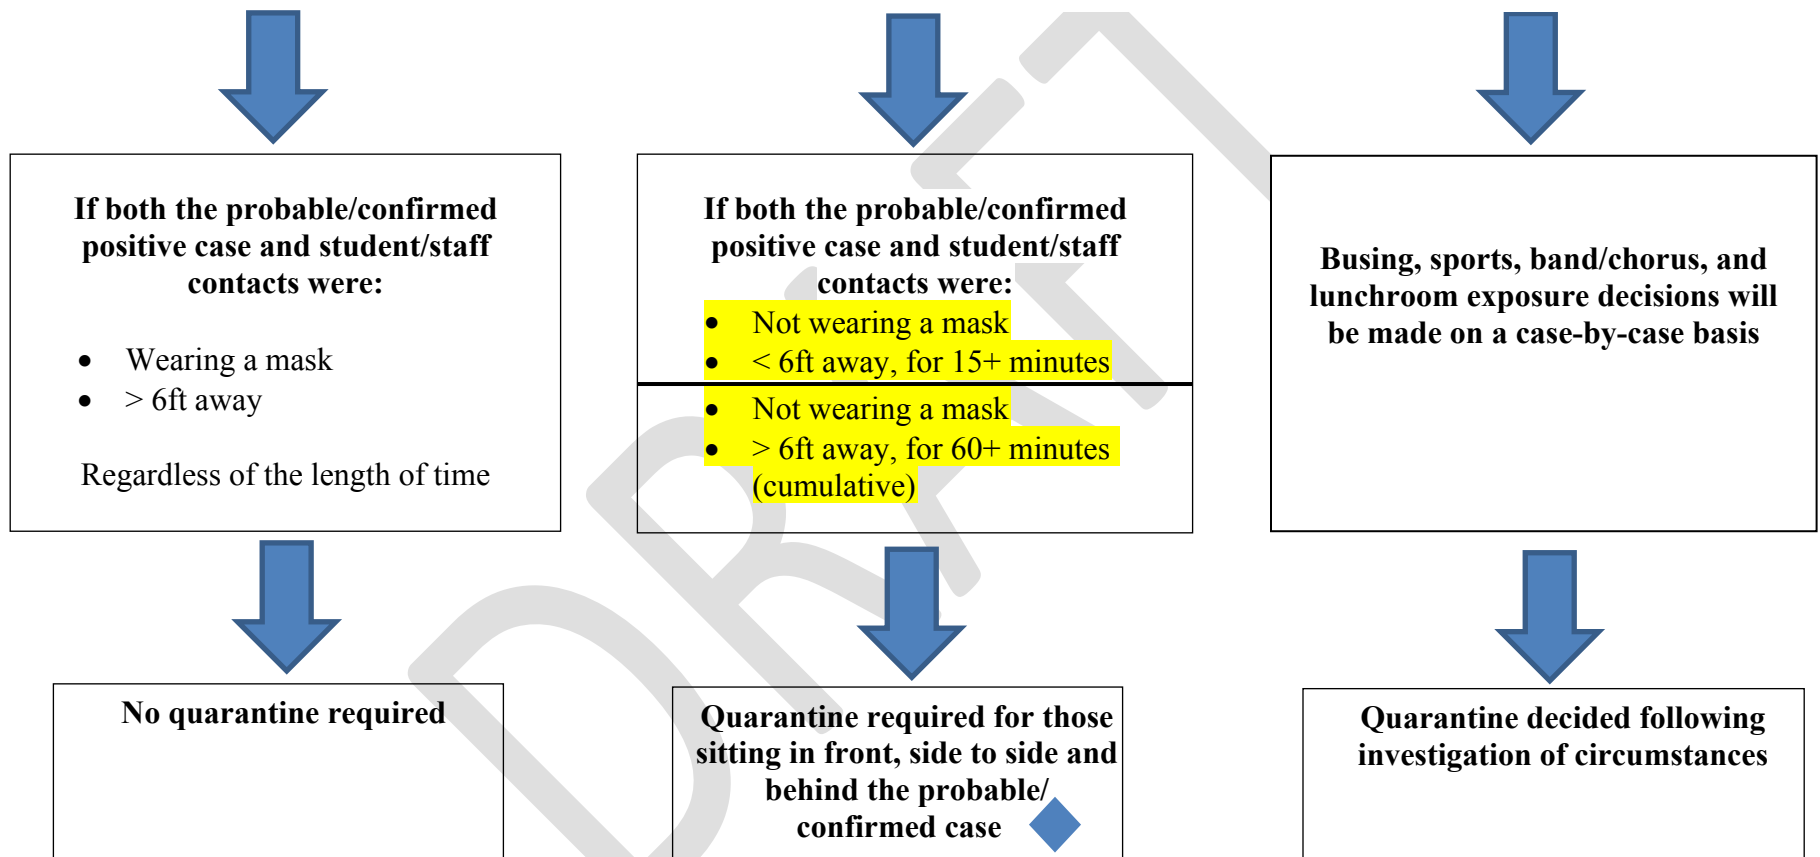 If both the probable/confirmed
positive case and student/staff
contacts were:
• Wearing a mask
• > 6ft away
Regardless of the length of time
If both the probable/confirmed
positive case and student/staff
contacts were:
• Not wearing a mask
• < 6ft away, for 15+ minutes
• Not wearing a mask
• > 6ft away, for 60+ minutes
(cumulative)
Busing, sports, band/chorus, and
lunchroom exposure decisions will
be made on a case-by-case basis
No quarantine required
Quarantine required for those
sitting in front, side to side and
behind the probable/
confirmed case
Quarantine decided following
investigation of circumstances
DRAFT